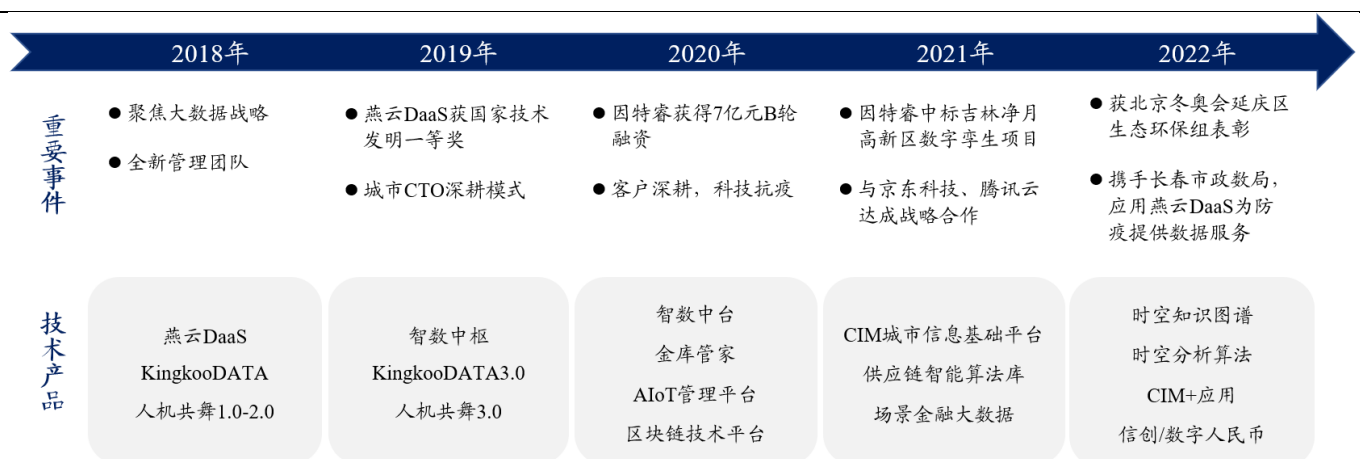 2018年
2019年
2020年
2021年
2022年
重要事件
● 聚焦大数据战略
● 全新管理团队
● 燕云DaaS获国家技术
发明一等奖
● 城市CTO深耕模式
● 因特睿获得7亿元B轮
融资
● 客户深耕，科技抗疫
● 因特睿中标吉林净月
高新区数字孪生项目
● 与京东科技、腾讯云
达成战略合作
● 获北京冬奥会延庆区
生态环保组表彰
● 携手长春市政数局，
应用燕云DaaS为防
疫提供数据服务
技术产品
燕云DaaS
KingkooDATA
人机共舞1.0-2.0
智数中枢
KingkooDATA3.0
人机共舞3.0
智数中台
金库管家
AIoT管理平台
区块链技术平台
CIM城市信息基础平台
供应链智能算法库
场景金融大数据
时空知识图谱
时空分析算法
CIM+应用
信创/数字人民币